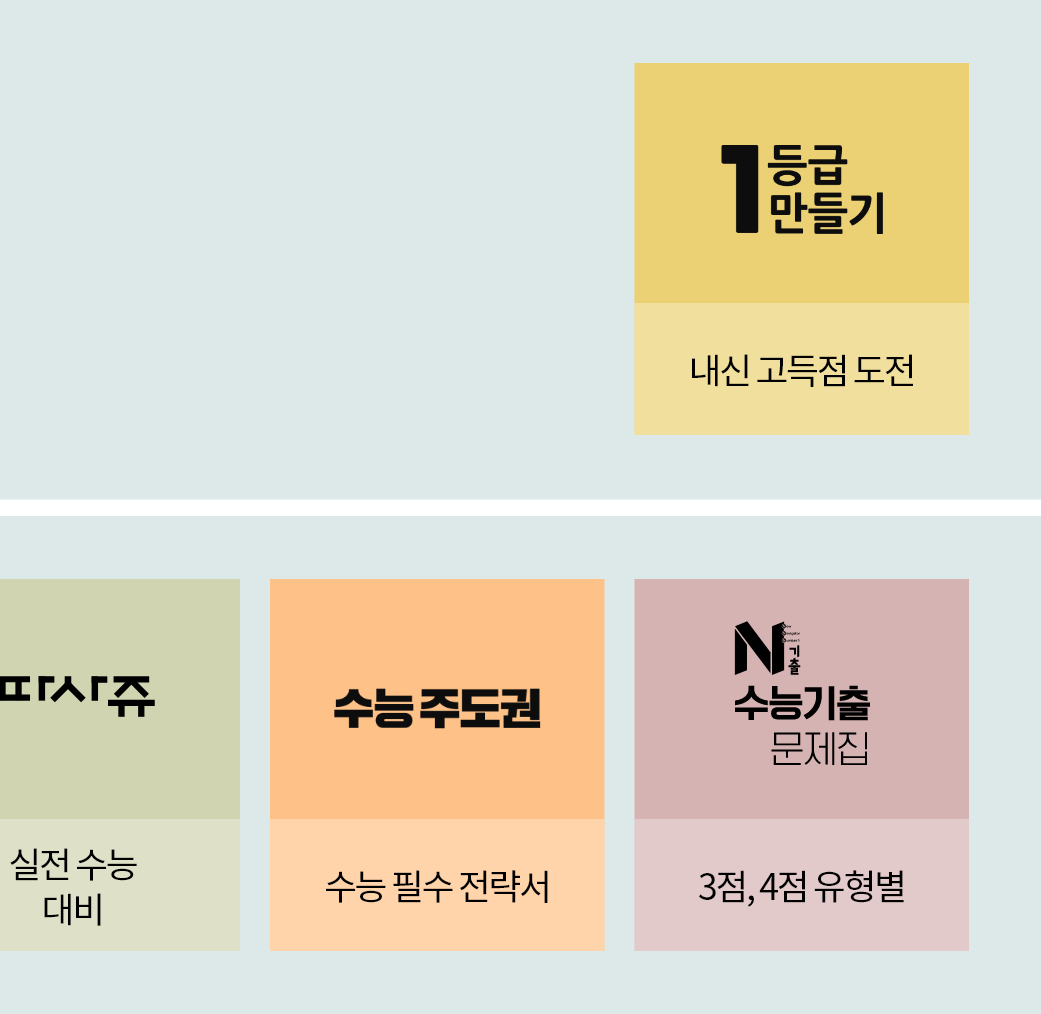 1등급
만들기
내신 고득점 도전
수능 주도권
N기출
수능기출
문제집
실전 수능
대비
수능 필수 전략서
3점, 4점 유형별